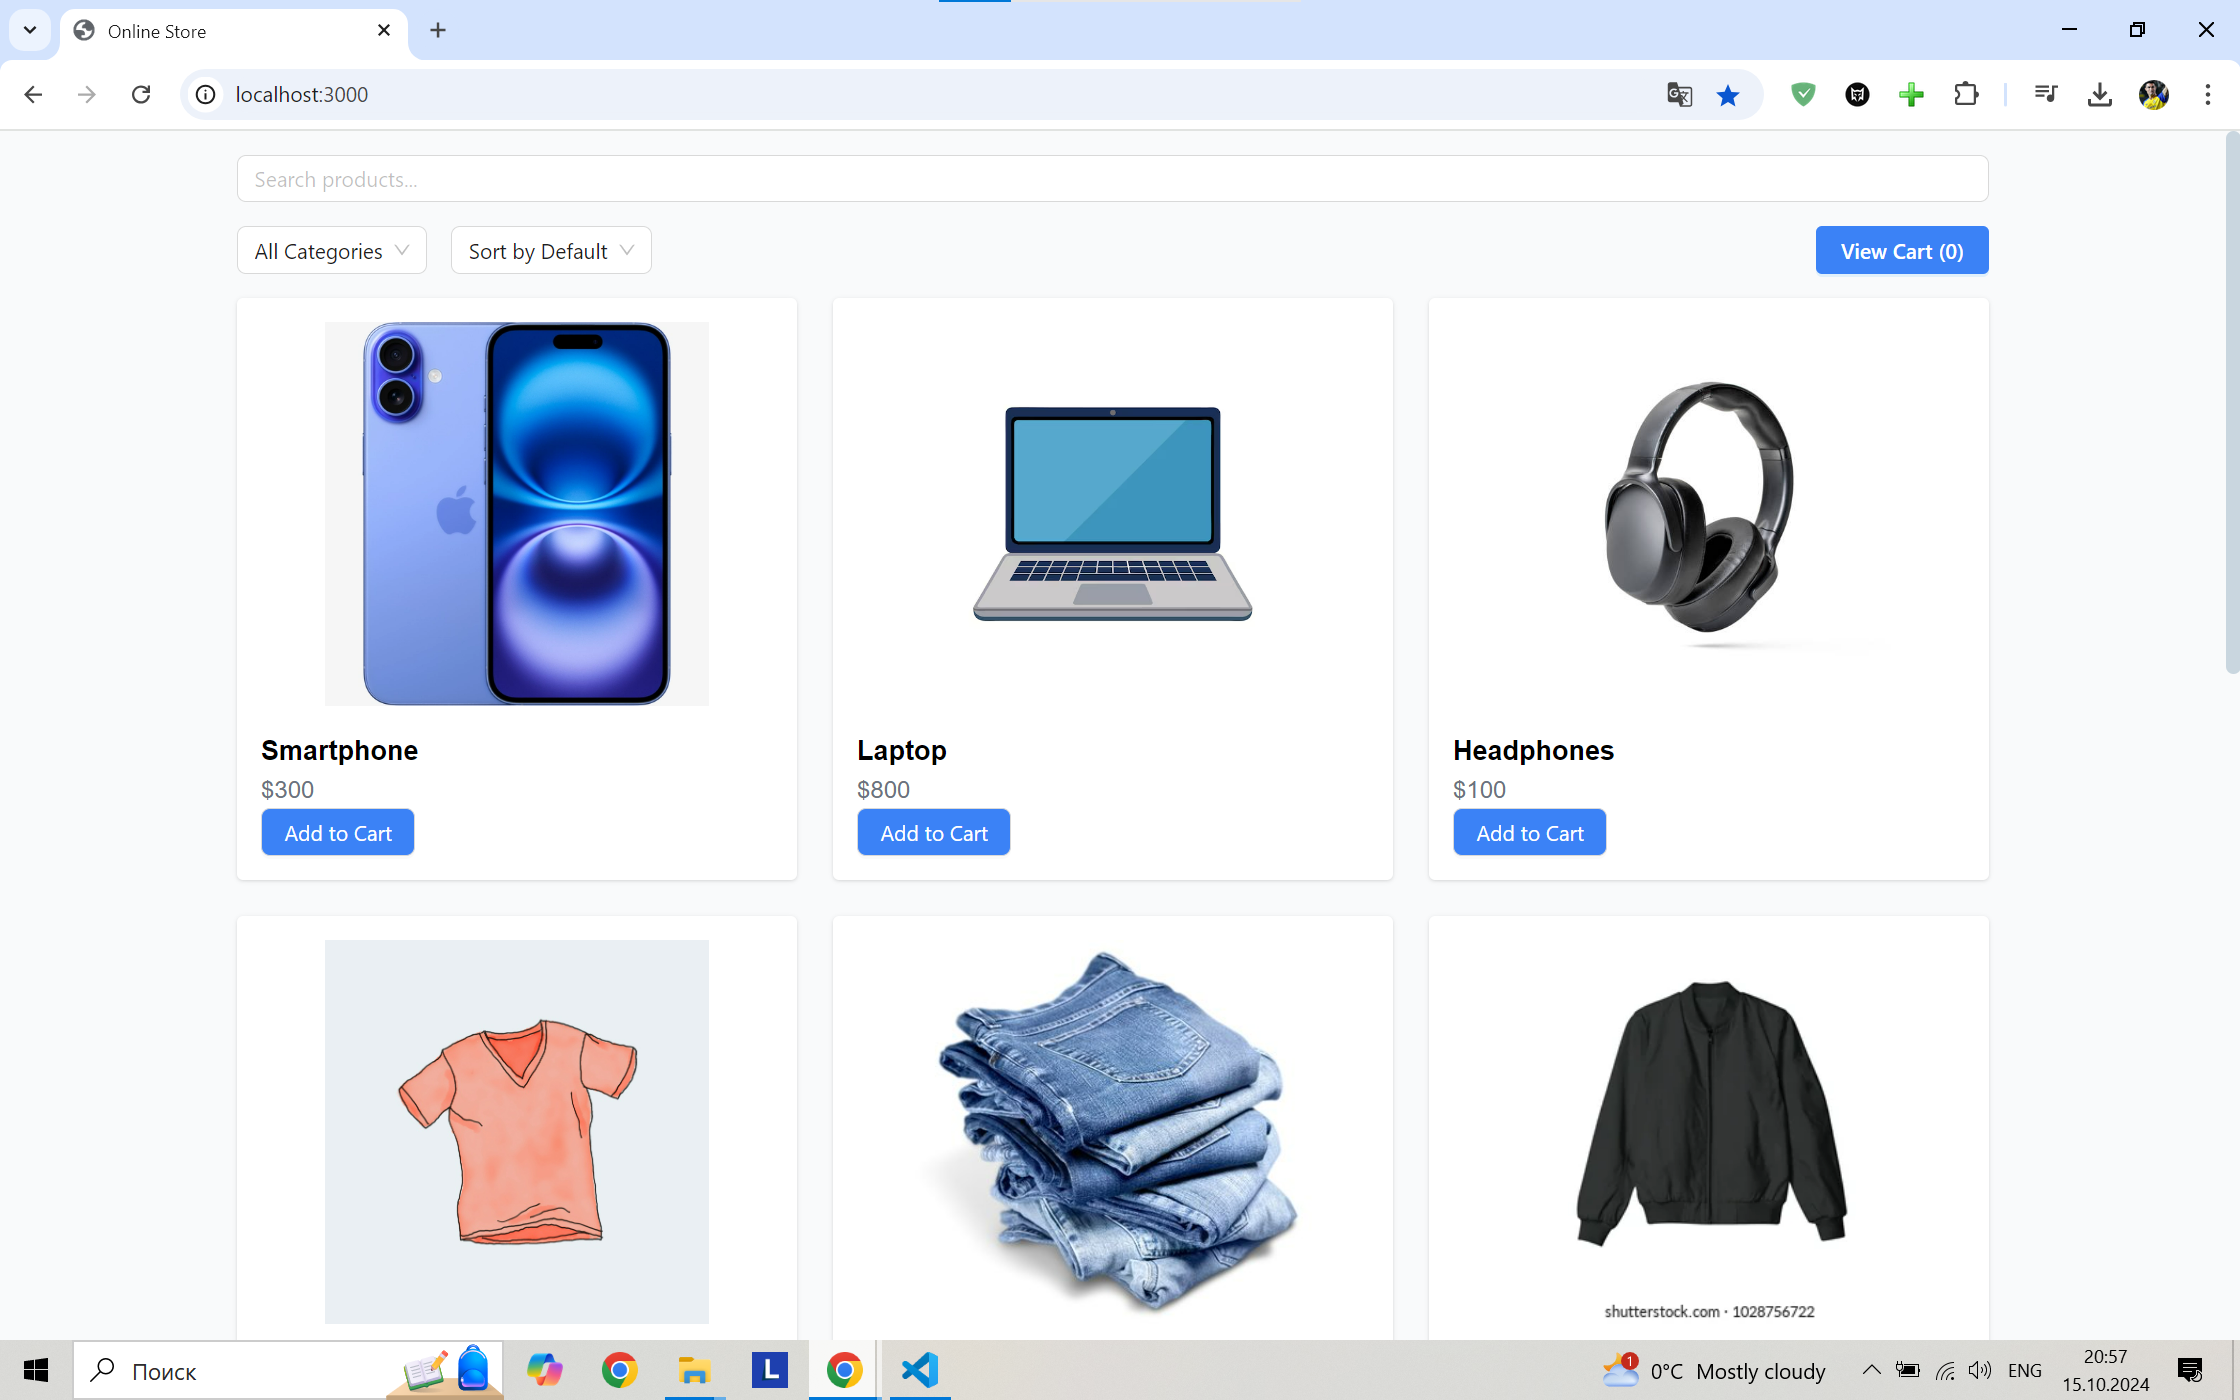 Online Store
localhost:3000
Search products...
All Categories
Sort by Default
View Cart (0)
Smartphone
$300
Add to Cart
Laptop
$800
Add to Cart
Headphones
$100
Add to Cart
shutterstock.com · 1028756722
Поиск
L
1
0°C Mostly cloudy
ENG
20:57
15.10.2024